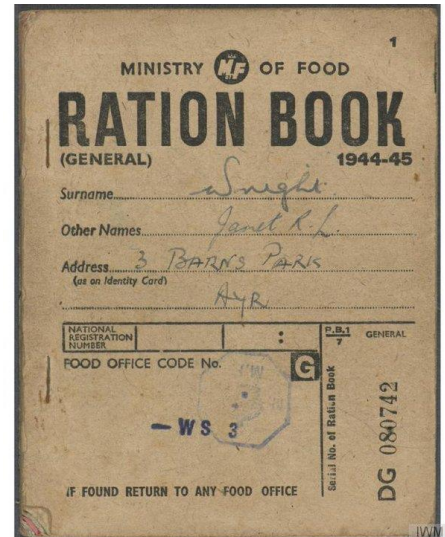 1
MINISTRY MF OF FOOD
RATION BOOK
(GENERAL) 1944-45
Surname Wright
Other Names Janet R. L.
Address 3 BARNS PARK
(as on Identity Card)
AYR
NATIONAL REGISTRATION NUMBER :
R.B.1
7
GENERAL
FOOD OFFICE CODE No. G
- WS 3
Serial No. of Ration Book
DG 080742
IF FOUND RETURN TO ANY FOOD OFFICE
IWM